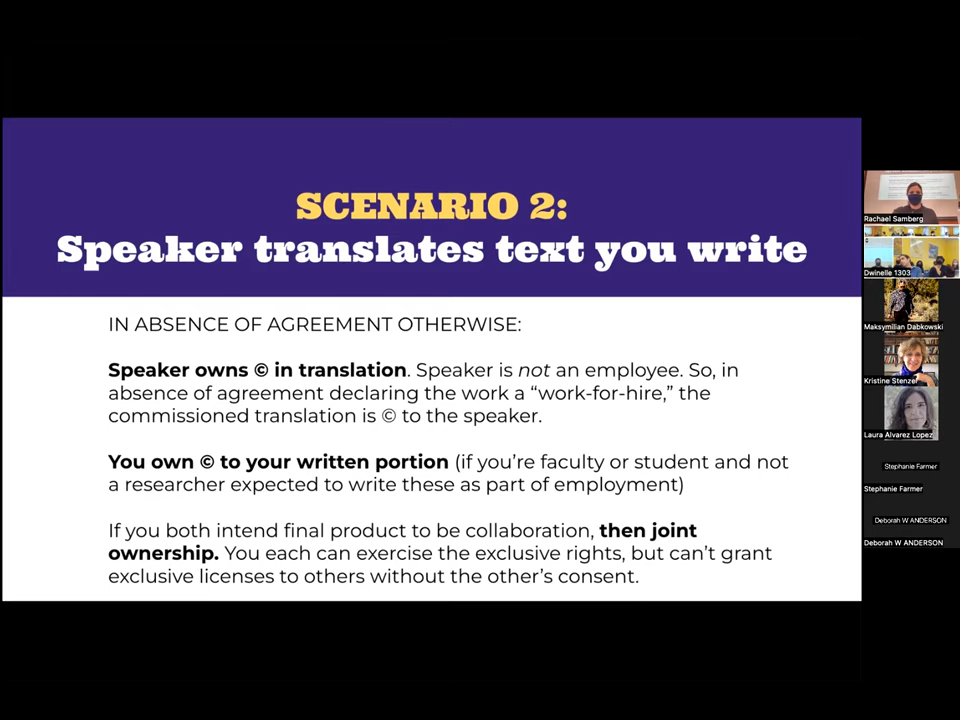 SCENARIO 2:
Speaker translates text you write
IN ABSENCE OF AGREEMENT OTHERWISE:
Speaker owns © in translation. Speaker is not an employee. So, in
absence of agreement declaring the work a “work-for-hire,” the
commissioned translation is © to the speaker.
You own © to your written portion (if you’re faculty or student and not
a researcher expected to write these as part of employment)
If you both intend final product to be collaboration, then joint
ownership. You each can exercise the exclusive rights, but can’t grant
exclusive licenses to others without the other’s consent.
Rachael Samberg
Dwinelle 1303
Maksymilian Dabkowski
Kristine Stenzel
Laura Alvarez Lopez
Stephanie Farmer
Stephanie Farmer
Deborah W ANDERSON
Deborah W ANDERSON